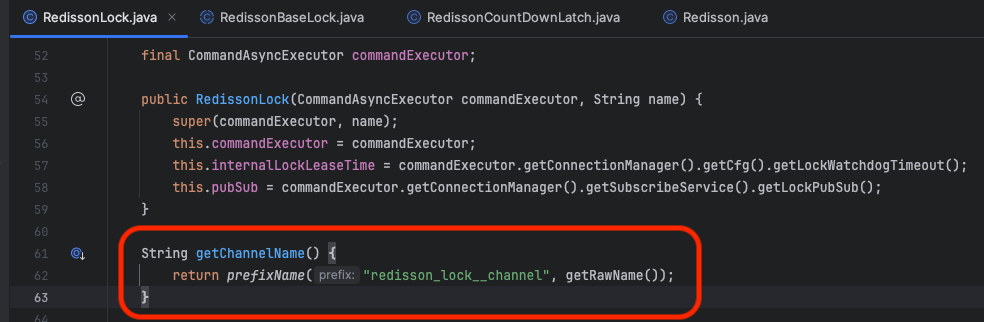 RedissonLock.java × RedissonBaseLock.java RedissonCountDownLatch.java Redisson.java
52 final CommandAsyncExecutor commandExecutor;
53
54 @ public RedissonLock(CommandAsyncExecutor commandExecutor, String name) {
55 super(commandExecutor, name);
56 this.commandExecutor = commandExecutor;
57 this.internalLockLeaseTime = commandExecutor.getConnectionManager().getCfg().getLockWatchdogTimeout();
58 this.pubSub = commandExecutor.getConnectionManager().getSubscribeService().getLockPubSub();
59 }
60
61 String getChannelName() {
62 return prefixName( prefix: "redisson_lock__channel", getRawName());
63 }
64